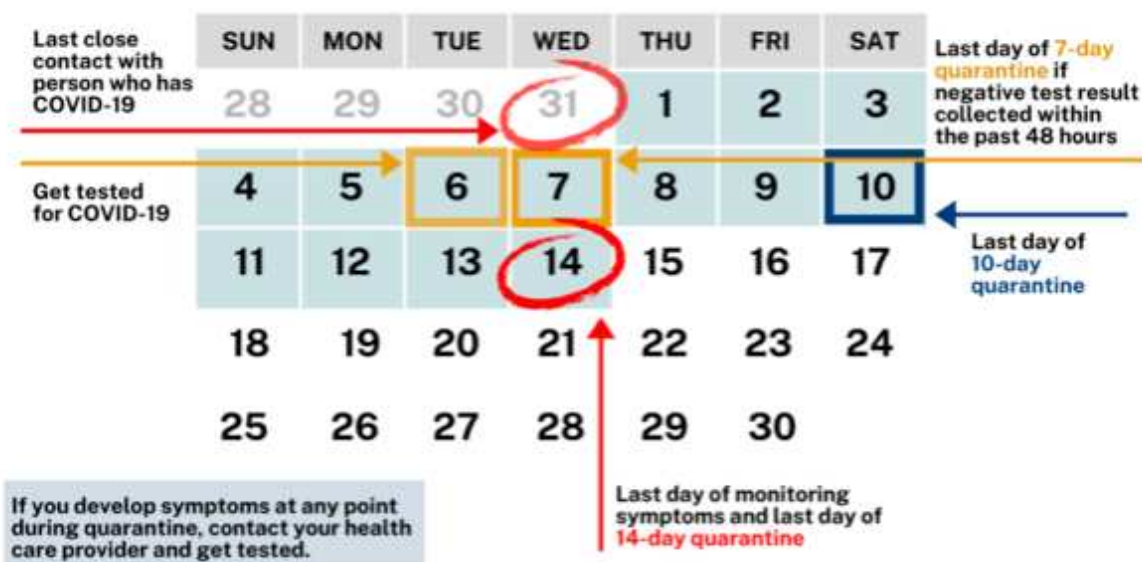 Last close
contact with
person who has
COVID-19
SUN MON TUE WED THU FRI SAT
28 29 30 31 1 2 3
4 5 6 7 8 9 10
11 12 13 14 15 16 17
18 19 20 21 22 23 24
25 26 27 28 29 30
Last day of 7-day
quarantine if
negative test result
collected within
the past 48 hours
Get tested
for COVID-19
Last day of
10-day
quarantine
If you develop symptoms at any point
during quarantine, contact your health
care provider and get tested.
Last day of monitoring
symptoms and last day of
14-day quarantine